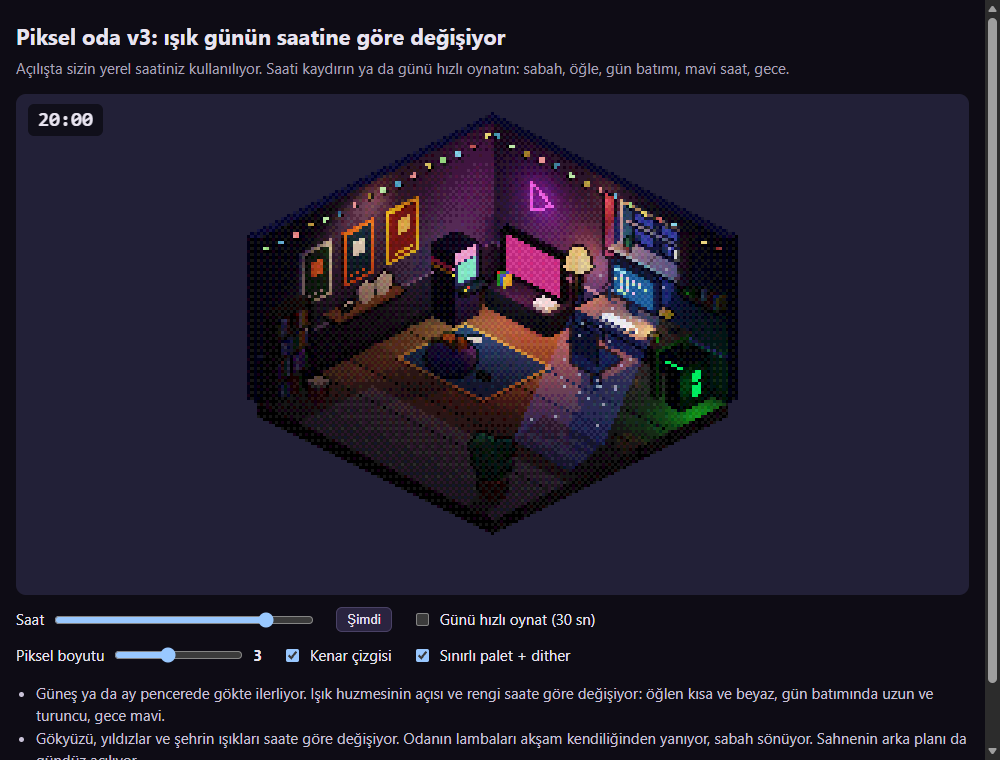 Piksel oda v3: ışık günün saatine göre değişiyor
Açılışta sizin yerel saatiniz kullanılıyor. Saati kaydırın ya da günü hızlı oynatın: sabah, öğle, gün batımı, mavi saat, gece.
20:00
Saat Şimdi Günü hızlı oynat (30 sn)
Piksel boyutu 3 Kenar çizgisi Sınırlı palet + dither
Güneş ya da ay pencerede gökte ilerliyor. Işık huzmesinin açısı ve rengi saate göre değişiyor: öğlen kısa ve beyaz, gün batımında uzun ve
turuncu, gece mavi.
Gökyüzü, yıldızlar ve şehrin ışıkları saate göre değişiyor. Odanın lambaları akşam kendiliğinden yanıyor, sabah sönüyor. Sahnenin arka planı da
gündüz açılıyor.